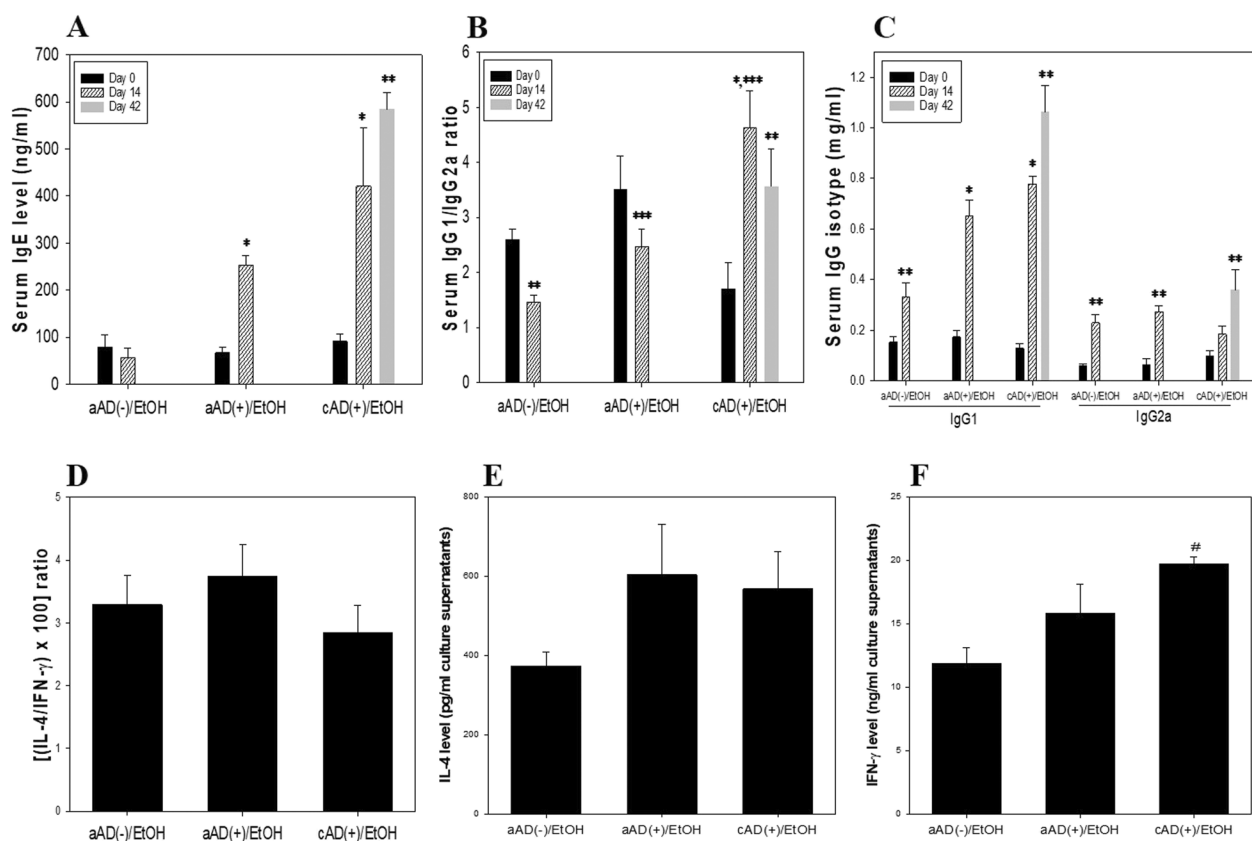 A
Serum IgE level (ng/ml)
700
600
500
400
300
200
100
0
Day 0
Day 14
Day 42
*
*
**
aAD(-)/EtOH aAD(+)/EtOH cAD(+)/EtOH
B
Serum IgG1/IgG2a ratio
6
5
4
3
2
1
0
Day 0
Day 14
Day 42
**
***
*,***
**
aAD(-)/EtOH aAD(+)/EtOH cAD(+)/EtOH
C
Serum IgG isotype (mg/ml)
1.2
1.0
0.8
0.6
0.4
0.2
0.0
Day 0
Day 14
Day 42
**
*
*
**
**
**
**
aAD(-)/EtOH aAD(+)/EtOH cAD(+)/EtOH aAD(-)/EtOH aAD(+)/EtOH cAD(+)/EtOH
IgG1 IgG2a
D
[(IL-4/IFN-γ) x 100] ratio
5
4
3
2
1
0
aAD(-)/EtOH aAD(+)/EtOH cAD(+)/EtOH
E
IL-4 level (pg/ml culture supernatants)
800
600
400
200
0
aAD(-)/EtOH aAD(+)/EtOH cAD(+)/EtOH
F
IFN-γ level (ng/ml culture supernatants)
25
20
15
10
5
0
#
aAD(-)/EtOH aAD(+)/EtOH cAD(+)/EtOH